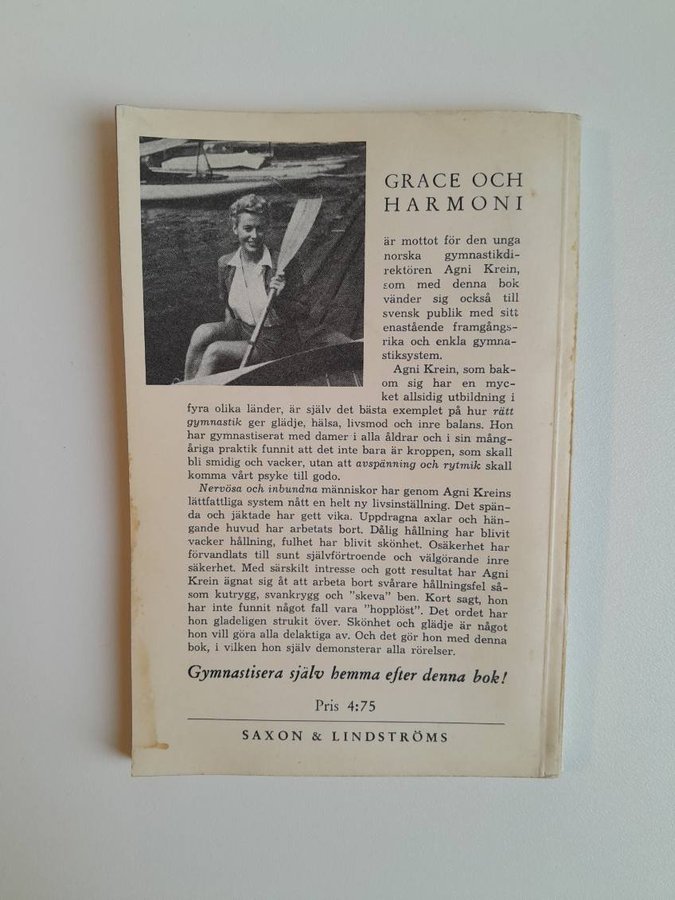 GRACE OCH
HARMONI
är mottot för den unga
norska gymnastikdi-
rektören Agni Krein,
som med denna bok
vänder sig också till
svensk publik med sitt
enastående framgångs-
rika och enkla gymna-
stiksystem.
Agni Krein, som bak-
om sig har en myc-
ket allsidig utbildning i
fyra olika länder, är själv det bästa exemplet på hur rätt
gymnastik ger glädje, hälsa, livsmod och inre balans. Hon
har gymnastiserat med damer i alla åldrar och i sin mång-
åriga praktik funnit att det inte bara är kroppen, som skall
bli smidig och vacker, utan att avspänning och rytmik skall
komma vårt psyke till godo.
Nervösa och inbundna människor har genom Agni Kreins
lättfattliga system nått en helt ny livsinställning. Det spän-
da och jäktade har gett vika. Uppdragna axlar och hän-
gande huvud har arbetats bort. Dålig hållning har blivit
vacker hållning, fulhet har blivit skönhet. Osäkerhet har
förvandlats till sunt självförtroende och välgörande inre
säkerhet. Med särskilt intresse och gott resultat har Agni
Krein ägnat sig åt att arbeta bort svårare hållningsfel så-
som kutrygg, svankrygg och "skeva" ben. Kort sagt, hon
har inte funnit något fall vara "hopplöst". Det ordet har
hon gladeligen strukit över. Skönhet och glädje är något
hon vill göra alla delaktiga av. Och det gör hon med denna
bok, i vilken hon själv demonsterar alla rörelser.
Gymnastisera själv hemma efter denna bok!
Pris 4:75
SAXON & LINDSTRÖMS